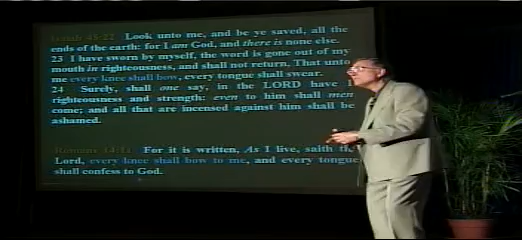 Isaiah 45:22 Look unto me, and be ye saved, all the
ends of the earth: for I am God, and there is none else.
23 I have sworn by myself, the word is gone out of my
mouth in righteousness, and shall not return, That unto
me every knee shall bow, every tongue shall swear.
24 Surely, shall one say, in the LORD have I
righteousness and strength: even to him shall men
come; and all that are incensed against him shall be
ashamed.
Romans 14:11 For it is written, As I live, saith the
Lord, every knee shall bow to me, and every tongue
shall confess to God.